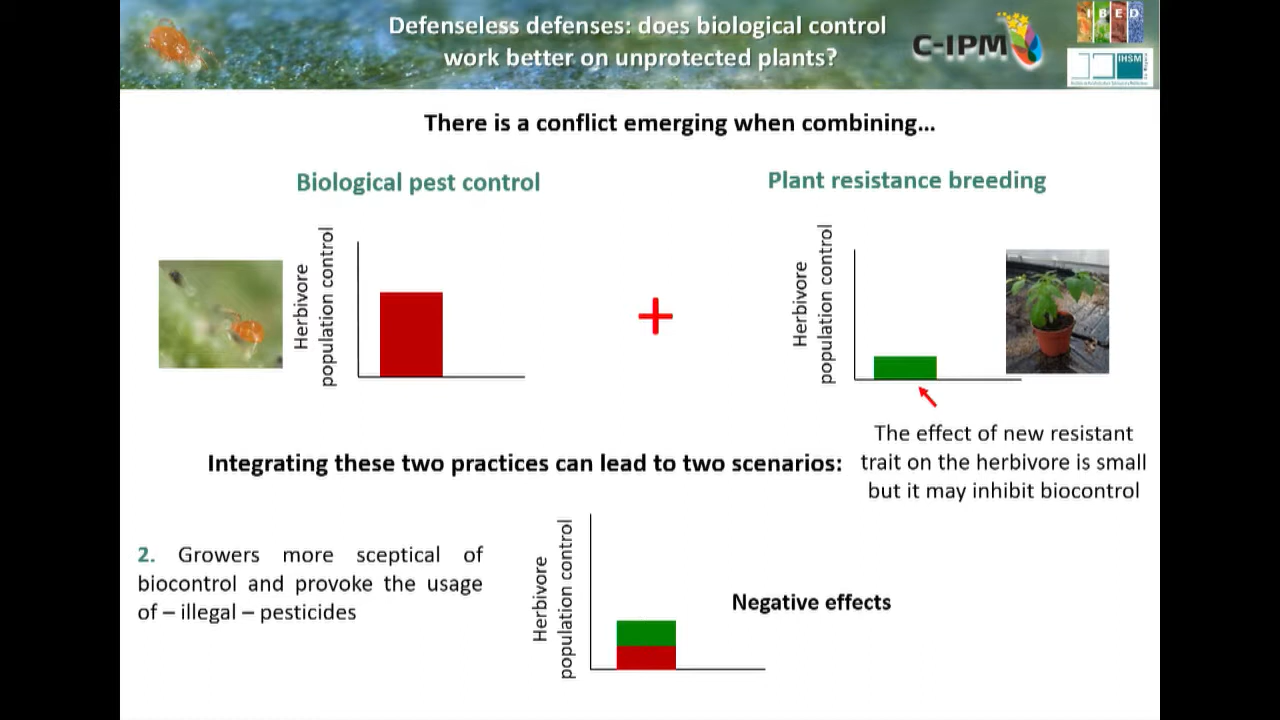 Defenseless defenses: does biological control
work better on unprotected plants?
C-IPM
IBED
IHSM
There is a conflict emerging when combining…
Biological pest control
Plant resistance breeding
Herbivore
population control
+
Herbivore
population control
The effect of new resistant
trait on the herbivore is small
but it may inhibit biocontrol
Integrating these two practices can lead to two scenarios:
2. Growers more sceptical of
biocontrol and provoke the usage
of – illegal – pesticides
Herbivore
population control
Negative effects